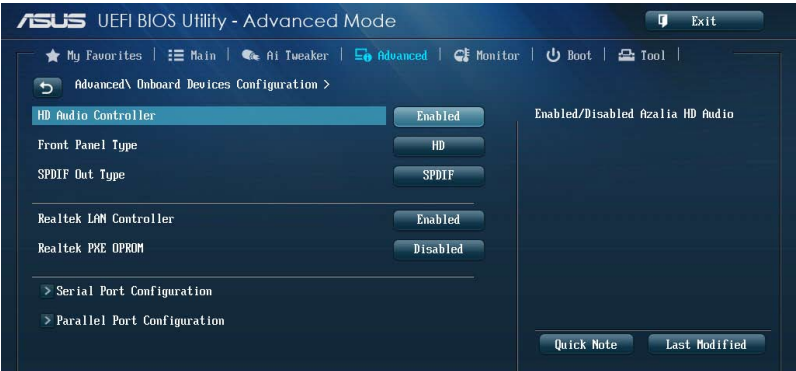 ASUS UEFI BIOS Utility - Advanced Mode Exit
My Favorites | Main | Ai Tweaker | Advanced | Monitor | Boot | Tool |
Advanced\ Onboard Devices Configuration >
HD Audio Controller Enabled
Enabled/Disabled Azalia HD Audio
Front Panel Type HD
SPDIF Out Type SPDIF
Realtek LAN Controller Enabled
Realtek PXE OPROM Disabled
> Serial Port Configuration
> Parallel Port Configuration
Quick Note Last Modified